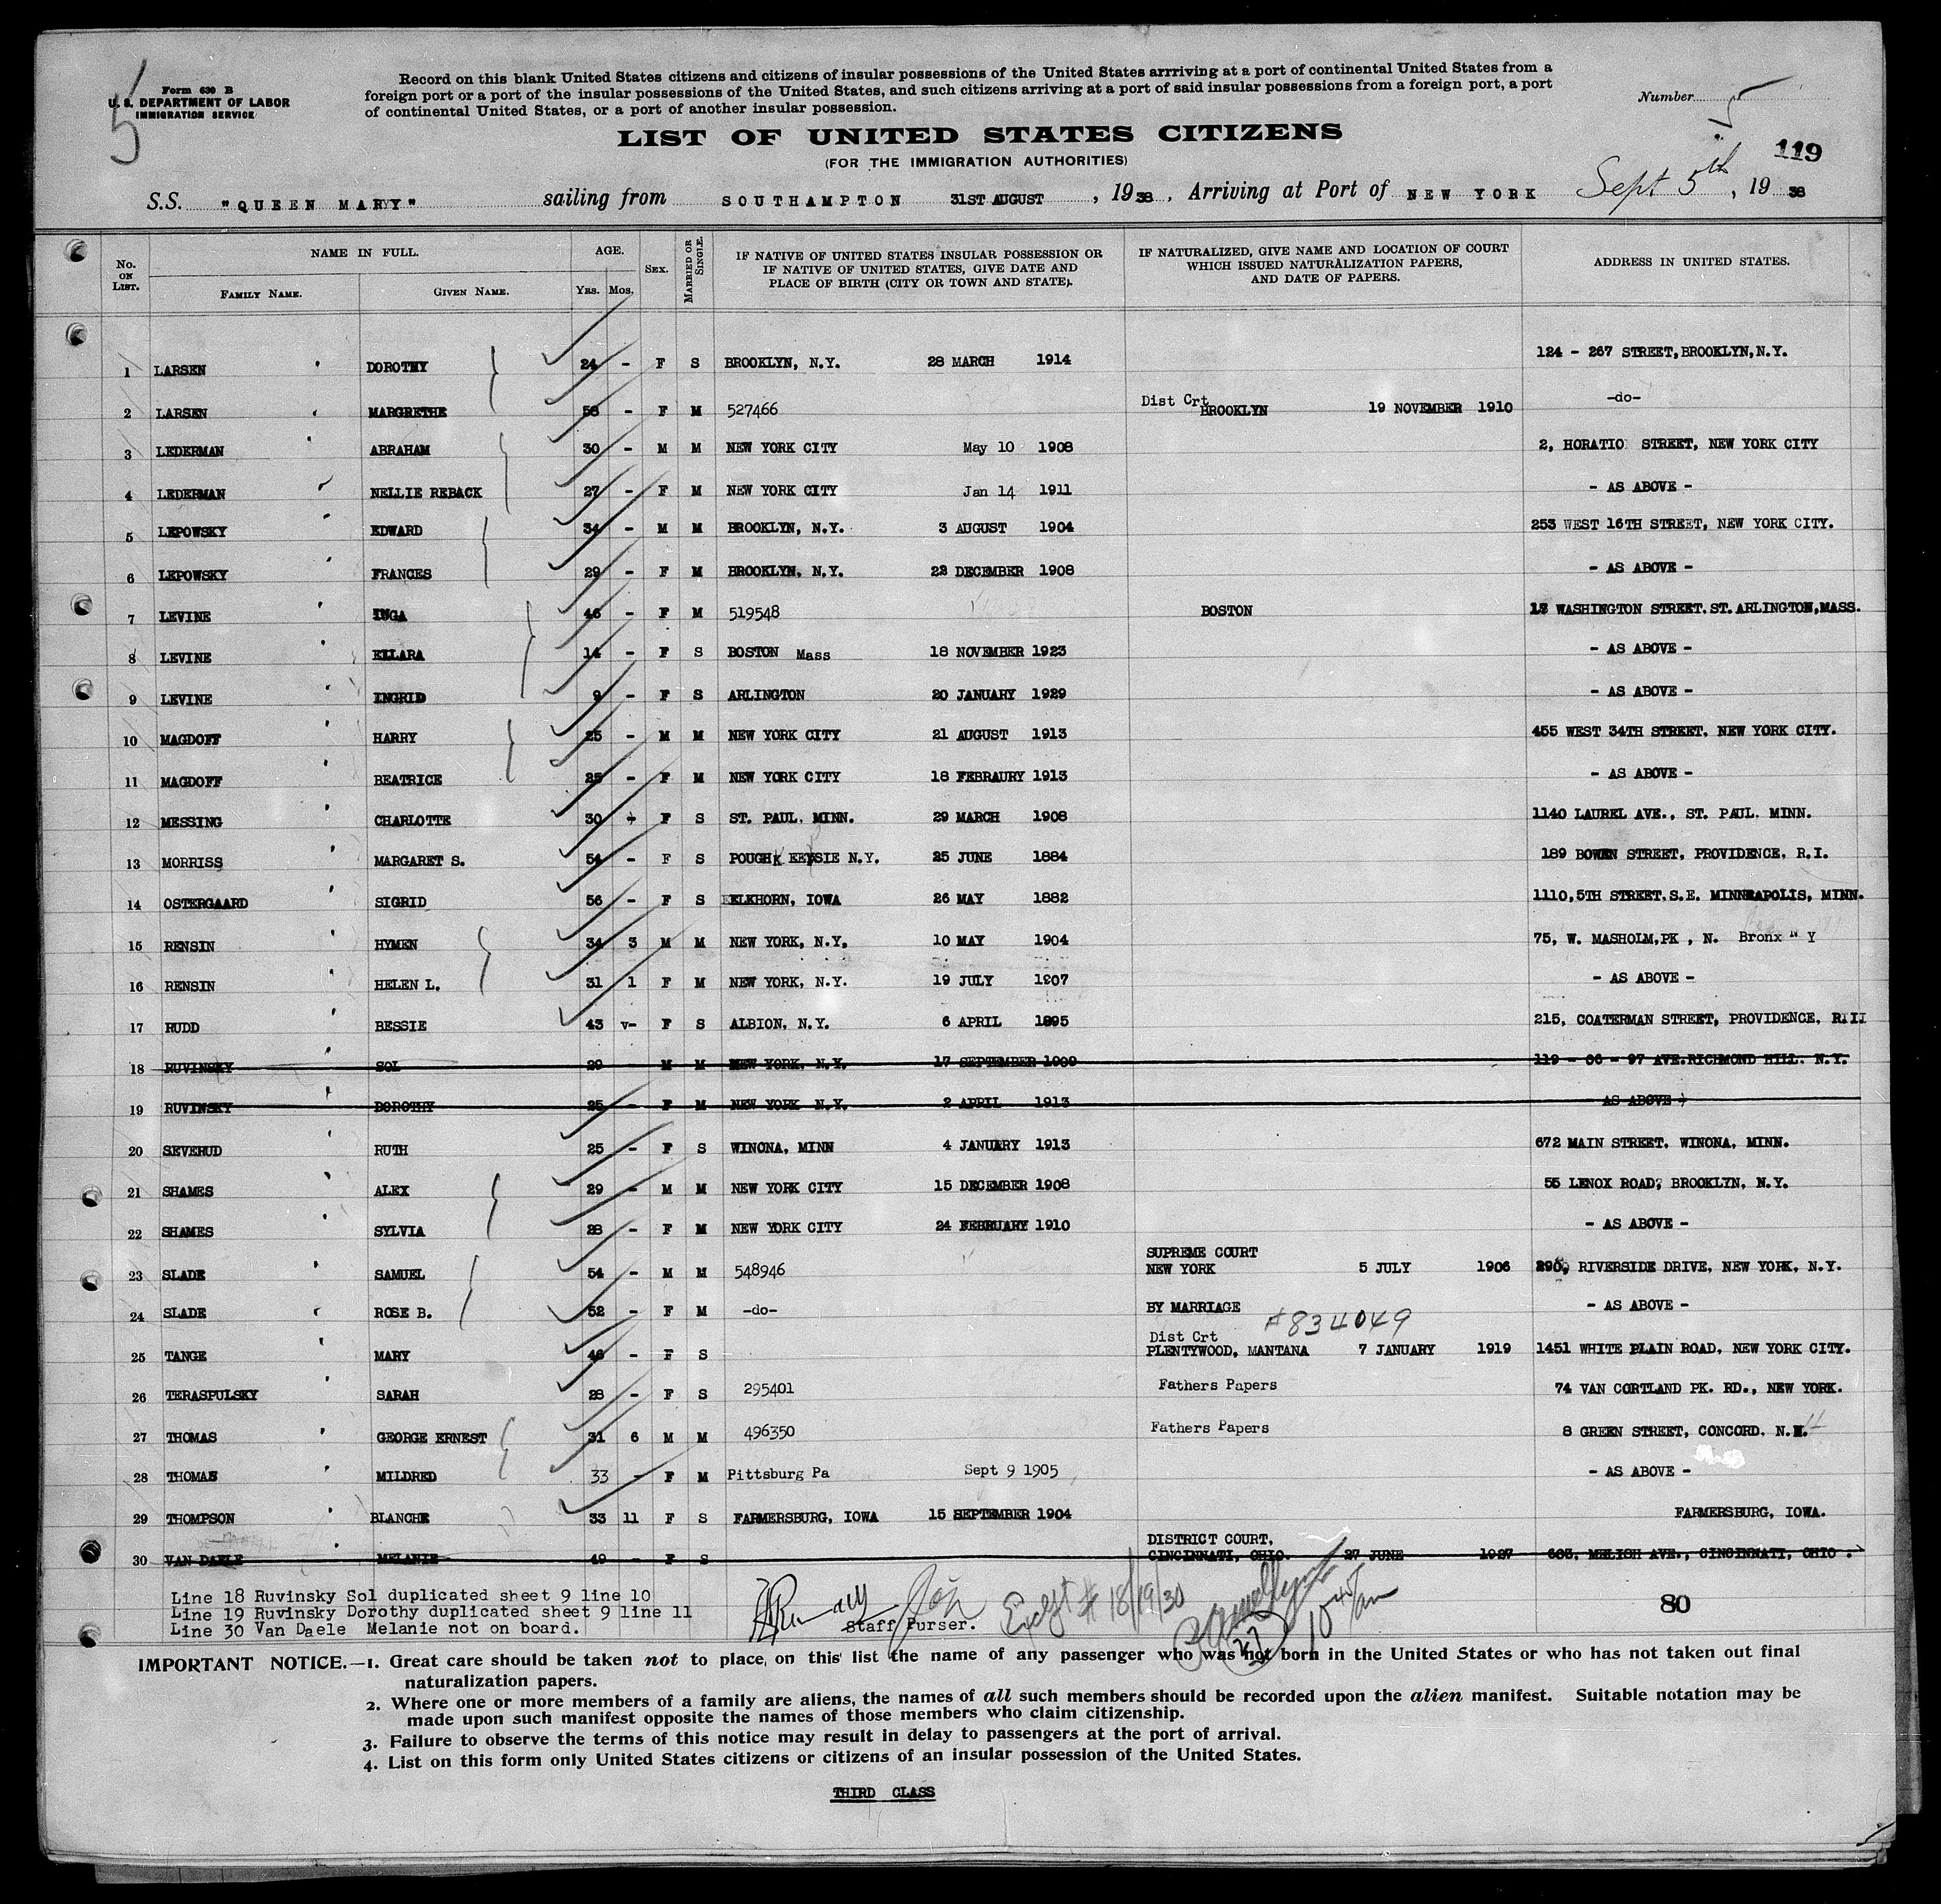 5
Form 630 B
U. S. DEPARTMENT OF LABOR
IMMIGRATION SERVICE
Record on this blank United States citizens and citizens of insular possessions of the United States arrriving at a port of continental United States from a
foreign port or a port of the insular possessions of the United States, and such citizens arriving at a port of said insular possessions from a foreign port, a port
of continental United States, or a port of another insular possession.
Number 5
LIST OF UNITED STATES CITIZENS
(FOR THE IMMIGRATION AUTHORITIES)
119
S.S. "QUEEN MARY" sailing from SOUTHAMPTON 31ST AUGUST, 1938, Arriving at Port of NEW YORK Sept 5th, 1938
No. ON LIST. NAME IN FULL. FAMILY NAME. GIVEN NAME. AGE. Yrs. Mos. SEX. MARRIED OR SINGLE. IF NATIVE OF UNITED STATES INSULAR POSSESSION OR IF NATIVE OF UNITED STATES, GIVE DATE AND PLACE OF BIRTH (CITY OR TOWN AND STATE). IF NATURALIZED, GIVE NAME AND LOCATION OF COURT WHICH ISSUED NATURALIZATION PAPERS, AND DATE OF PAPERS. ADDRESS IN UNITED STATES.
1 LARSEN DOROTHY 24 - F S BROOKLYN, N.Y. 28 MARCH 1914 124 - 267 STREET, BROOKLYN, N.Y.
2 LARSEN MARGRETHE 58 - F M 527466 Dist Crt BROOKLYN 19 NOVEMBER 1910 -do-
3 LEDERMAN ABRAHAM 30 - M M NEW YORK CITY May 10 1908 2, HORATIO STREET, NEW YORK CITY
4 LEDERMAN NELLIE REBACK 27 - F M NEW YORK CITY Jan 14 1911 - AS ABOVE -
5 LEPOWSKY EDWARD 34 - M M BROOKLYN, N.Y. 3 AUGUST 1904 253 WEST 16TH STREET, NEW YORK CITY.
6 LEPOWSKY FRANCES 29 - F M BROOKLYN, N.Y. 22 DECEMBER 1908 - AS ABOVE -
7 LEVINE INGA 46 - F M 519548 BOSTON 13 WASHINGTON STREET, ST. ARLINGTON, MASS.
8 LEVINE ELLARA 14 - F S BOSTON Mass 18 NOVEMBER 1923 - AS ABOVE -
9 LEVINE INGRID 9 - F S ARLINGTON 20 JANUARY 1929 - AS ABOVE -
10 MAGDOFF HARRY 25 - M M NEW YORK CITY 21 AUGUST 1913 455 WEST 34TH STREET, NEW YORK CITY.
11 MAGDOFF BEATRICE 25 - F M NEW YORK CITY 18 FEBRAURY 1913 - AS ABOVE -
12 MESSING CHARLOTTE 30 - F S ST. PAUL. MINN. 29 MARCH 1908 1140 LAUREL AVE., ST. PAUL. MINN.
13 MORRISS MARGARET S. 54 - F S POUGHKEEPSIE N.Y. 25 JUNE 1884 189 BOWEN STREET, PROVIDENCE, R.I.
14 OSTERGAARD SIGRID 56 - F S ELKHORN, IOWA 26 MAY 1882 1110, 5TH STREET. S.E. MINNEAPOLIS, MINN.
15 RENSIN HYMEN 34 3 M M NEW YORK, N.Y. 10 MAY 1904 75, W. MASHOLM, PK , N. Bronx N Y
16 RENSIN HELEN L. 31 1 F M NEW YORK, N.Y. 19 JULY 1907 - AS ABOVE -
17 RUDD BESSIE 43 - F S ALBION, N.Y. 6 APRIL 1895 215, COATERMAN STREET, PROVIDENCE, R.I.
18 RUVINSKY SOL 29 M M NEW YORK, N.Y. 17 SEPTEMBER 1909 119 - 06 - 97 AVE. RICHMOND HILL. N.Y.
19 RUVINSKY DOROTHY 25 - F M NEW YORK N.Y. 2 APRIL 1913 AS ABOVE -
20 SEVERUD RUTH 25 - F S WINONA, MINN 4 JANUARY 1913 672 MAIN STREET. WINONA, MINN.
21 SHAMES ALEX 29 - M M NEW YORK CITY 15 DECEMBER 1908 55 LENOX ROAD, BROOKLYN, N.Y.
22 SHAMES SYLVIA 28 - F M NEW YORK CITY 24 FEBRUARY 1910 - AS ABOVE -
23 SLADE SAMUEL 54 - M M 548946 SUPREME COURT NEW YORK 5 JULY 1906 290, RIVERSIDE DRIVE, NEW YORK, N.Y.
24 SLADE ROSE B. 52 - F M -do- BY MARRIAGE - AS ABOVE -
#834049
25 TANGE MARY 46 - F S Dist Crt PLENTYWOOD, MANTANA 7 JANUARY 1919 1451 WHITE PLAIN ROAD, NEW YORK CITY.
26 TERASPULSKY SARAH 28 - F S 295401 Fathers Papers 74 VAN CORTLAND PK. RD., NEW YORK.
27 THOMAS GEORGE ERNEST 31 6 M M 496350 Fathers Papers 8 GREEN STREET, CONCORD. N.H.
28 THOMAS MILDRED 33 - F M Pittsburg Pa Sept 9 1905 - AS ABOVE -
29 THOMPSON BLANCHE 33 11 F S FARMERSBURG, IOWA 15 SEPTEMBER 1904 FARMERSBURG, IOWA.
30 VAN DAELE MELANIE 49 - F S DISTRICT COURT, CINCINNATI, OHIO. 27 JUNE 1927 603, MELISH AVE., CINCINNATI, OHIO.
Line 18 Ruvinsky Sol duplicated sheet 9 line 10
Line 19 Ruvinsky Dorothy duplicated sheet 9 line 11
Line 30 Van Daele Melanie not on board.
Staff Purser.
# 18/19/30
27
80
IMPORTANT NOTICE.—1. Great care should be taken not to place, on this list the name of any passenger who was not born in the United States or who has not taken out final
naturalization papers.
2. Where one or more members of a family are aliens, the names of all such members should be recorded upon the alien manifest. Suitable notation may be
made upon such manifest opposite the names of those members who claim citizenship.
3. Failure to observe the terms of this notice may result in delay to passengers at the port of arrival.
4. List on this form only United States citizens or citizens of an insular possession of the United States.
THIRD CLASS